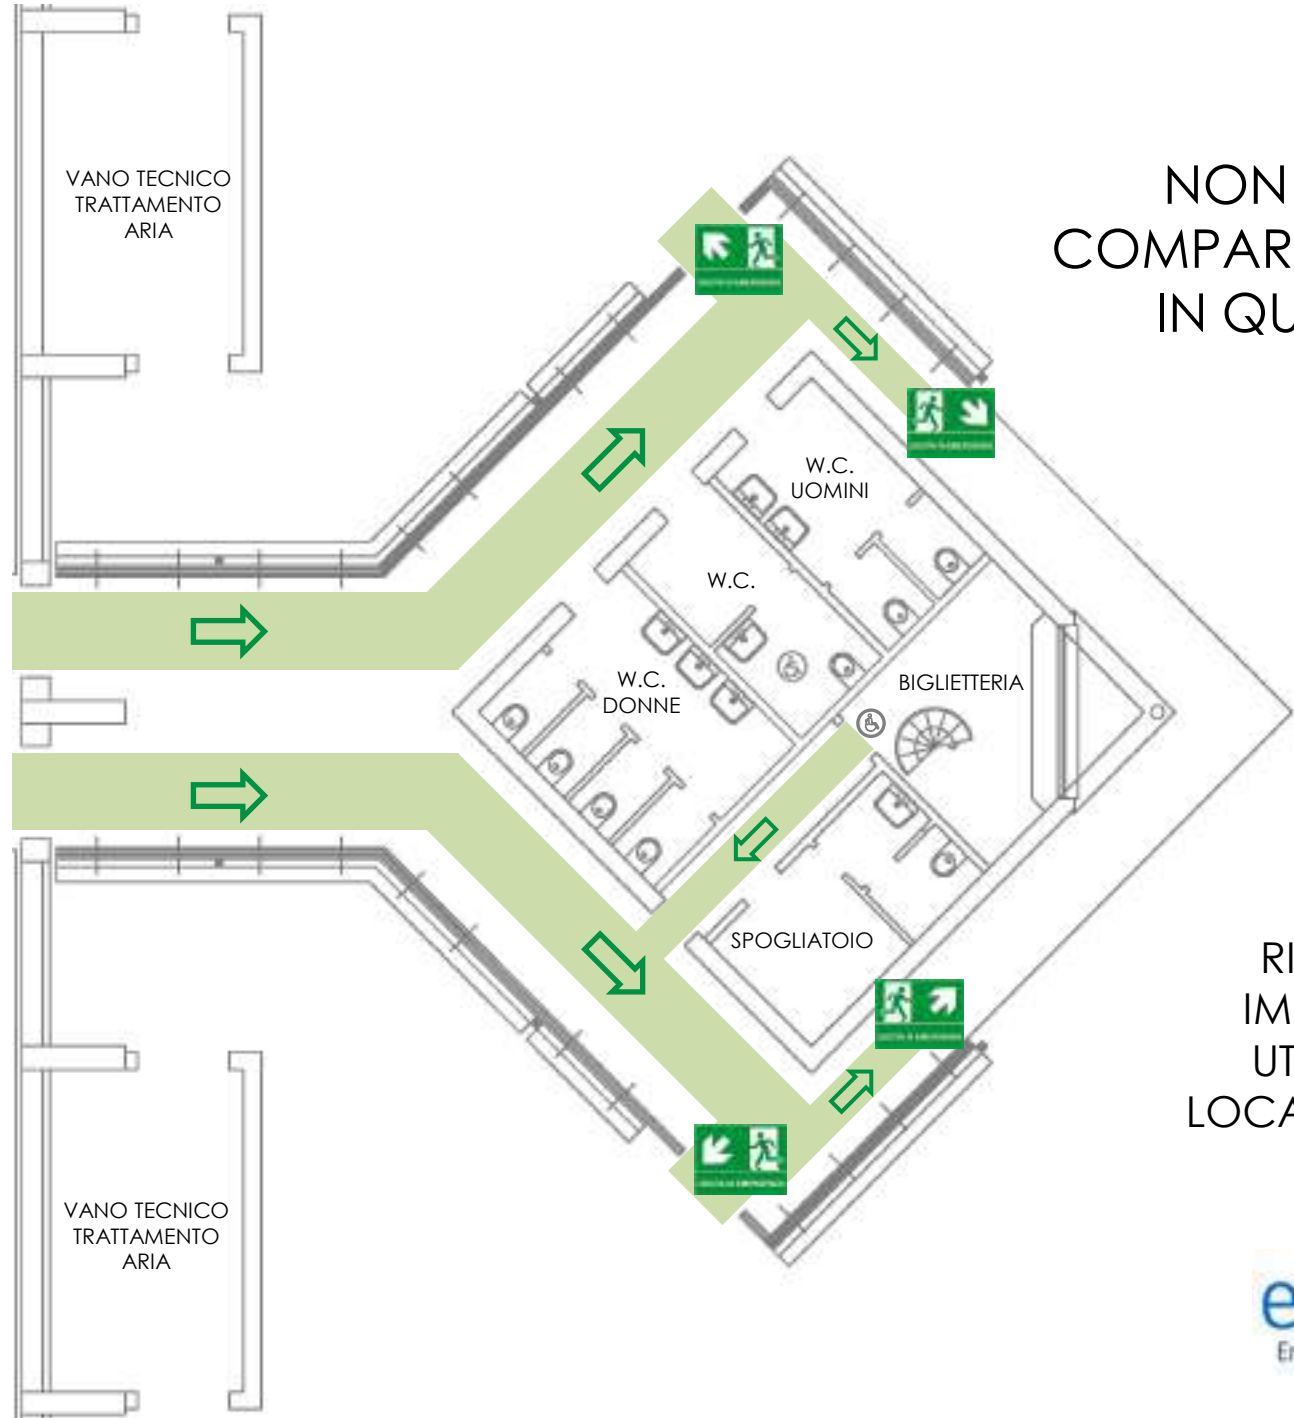 VANO TECNICO
TRATTAMENTO
ARIA
NON
COMPAR
IN QU
W.C.
UOMINI
W.C.
W.C.
DONNE
BIGLIETTERIA
SPOGLIATOIO
RI
IM
UT
LOCA
VANO TECNICO
TRATTAMENTO
ARIA
e
En